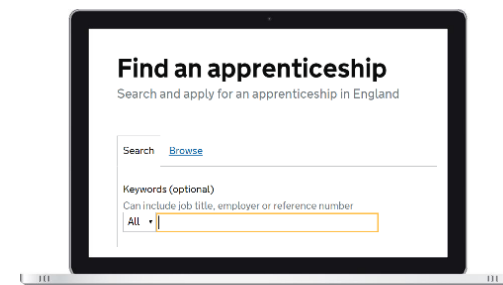 Find an apprenticeship
Search and apply for an apprenticeship in England
Search Browse
Keywords (optional)
Can include job title, employer or reference number
All